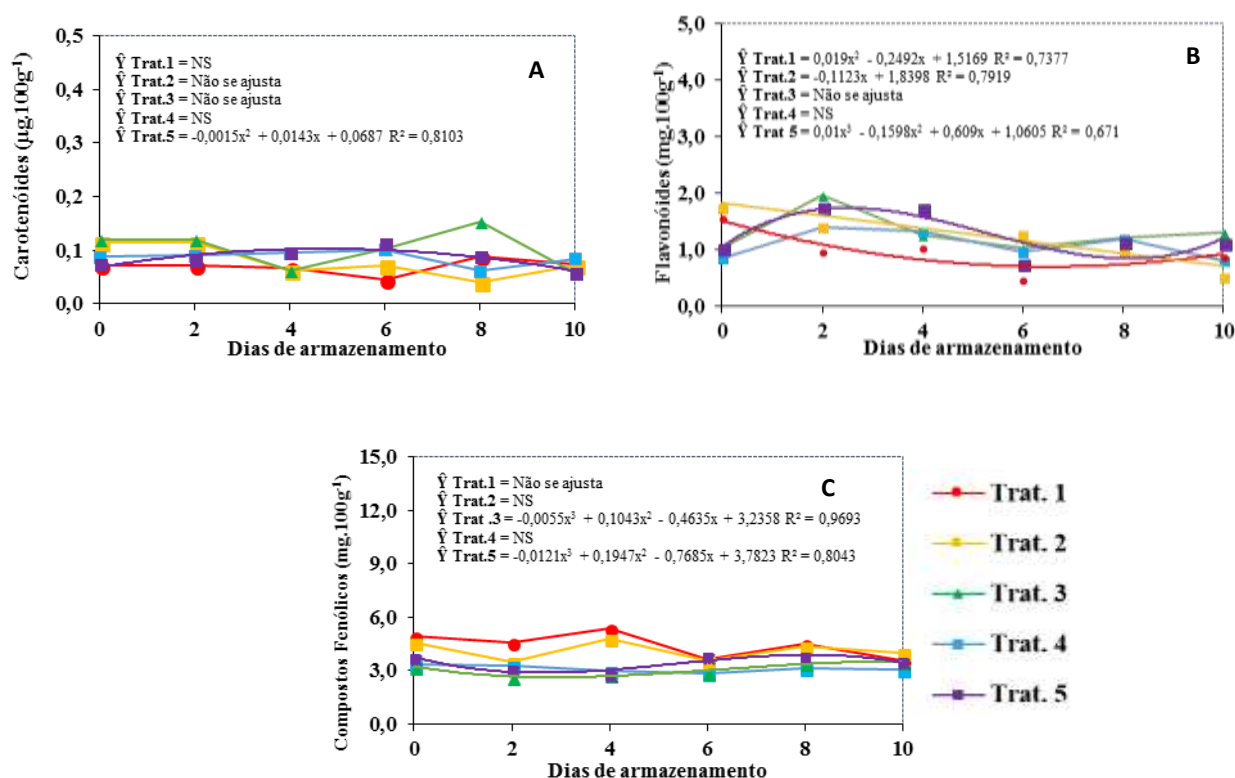 Carotenóides (µg.100g-1)
0,5
0,4
0,3
0,2
0,1
0,0
Ŷ Trat.1 = NS
Ŷ Trat.2 = Não se ajusta
Ŷ Trat.3 = Não se ajusta
Ŷ Trat.4 = NS
Ŷ Trat.5 = -0,0015x² + 0,0143x + 0,0687 R² = 0,8103
A
0 2 4 6 8 10
Dias de armazenamento
Flavonóides (mg.100g-1)
5,0
4,0
3,0
2,0
1,0
0,0
Ŷ Trat.1 = 0,019x² - 0,2492x + 1,5169 R² = 0,7377
Ŷ Trat.2 = -0,1123x + 1,8398 R² = 0,7919
Ŷ Trat.3 = Não se ajusta
Ŷ Trat.4 = NS
Ŷ Trat 5 = 0,01x³ - 0,1598x² + 0,609x + 1,0605 R² = 0,671
B
0 2 4 6 8 10
Dias de armazenamento
Compostos Fenólicos (mg.100g-1)
15,0
12,0
9,0
6,0
3,0
0,0
Ŷ Trat.1 = Não se ajusta
Ŷ Trat.2 = NS
Ŷ Trat .3 = -0,0055x³ + 0,1043x² - 0,4635x + 3,2358 R² = 0,9693
Ŷ Trat.4 = NS
Ŷ Trat.5 = -0,0121x³ + 0,1947x² - 0,7685x + 3,7823 R² = 0,8043
C
0 2 4 6 8 10
Dias de armazenamento
Trat. 1
Trat. 2
Trat. 3
Trat. 4
Trat. 5